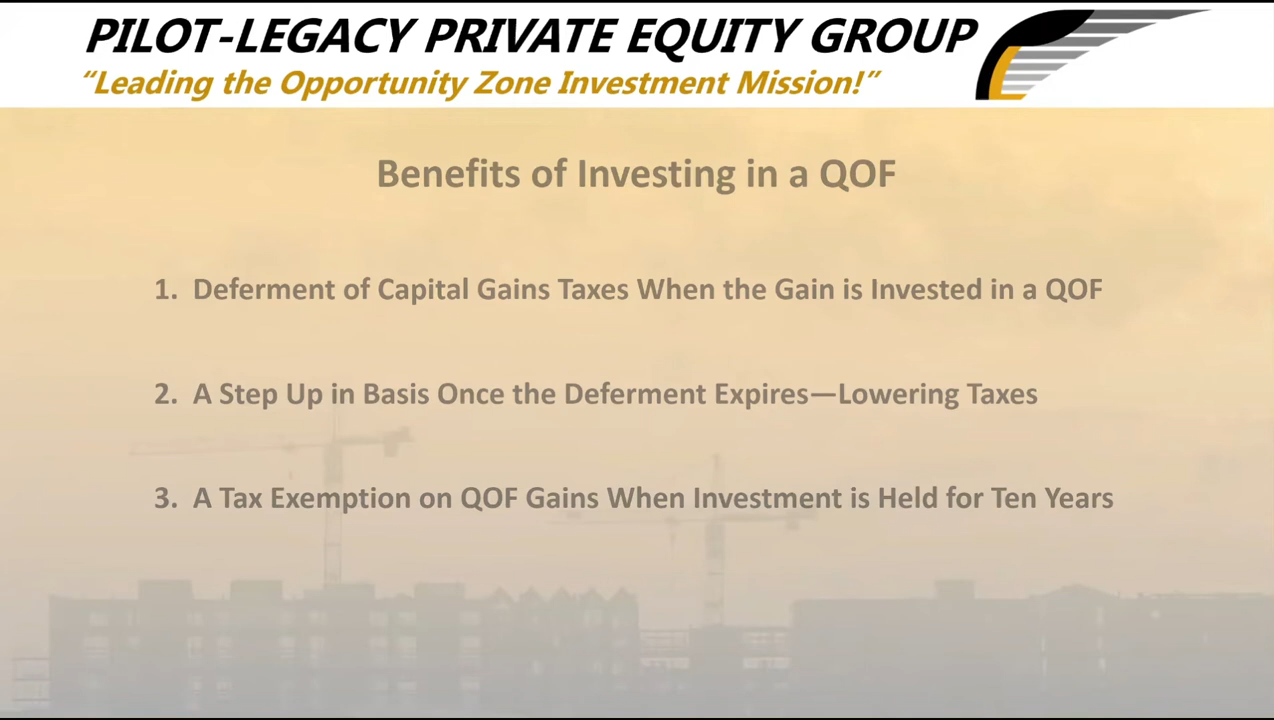 PILOT-LEGACY PRIVATE EQUITY GROUP
“Leading the Opportunity Zone Investment Mission!”
Benefits of Investing in a QOF
1. Deferment of Capital Gains Taxes When the Gain is Invested in a QOF
2. A Step Up in Basis Once the Deferment Expires—Lowering Taxes
3. A Tax Exemption on QOF Gains When Investment is Held for Ten Years